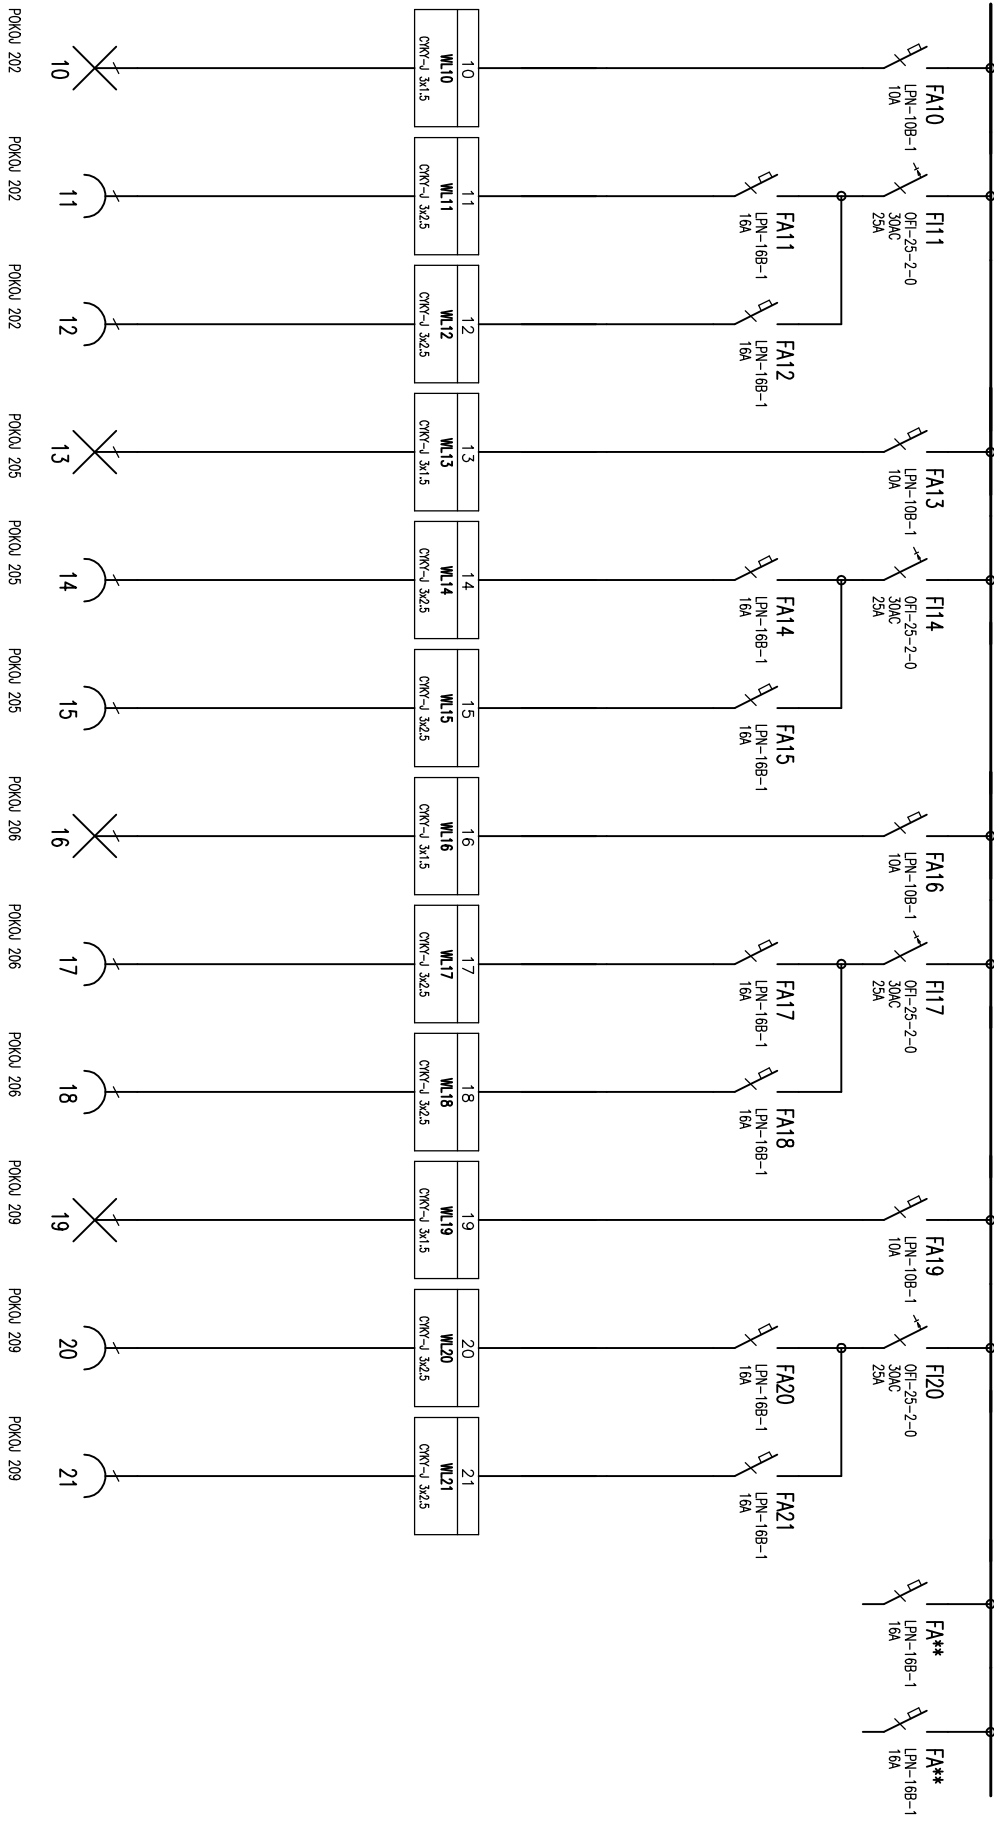 FA10
LPN-10B-1
10A
10
WL10
CYKY-J 3x1.5
10
POKOJ 202
FI11
OFI-25-2-0
30AC
25A
FA11
LPN-16B-1
16A
11
WL11
CYKY-J 3x2.5
11
POKOJ 202
FA12
LPN-16B-1
16A
12
WL12
CYKY-J 3x2.5
12
POKOJ 202
FA13
LPN-10B-1
10A
13
WL13
CYKY-J 3x1.5
13
POKOJ 205
FI14
OFI-25-2-0
30AC
25A
FA14
LPN-16B-1
16A
14
WL14
CYKY-J 3x2.5
14
POKOJ 205
FA15
LPN-16B-1
16A
15
WL15
CYKY-J 3x2.5
15
POKOJ 205
FA16
LPN-10B-1
10A
16
WL16
CYKY-J 3x1.5
16
POKOJ 206
FI17
OFI-25-2-0
30AC
25A
FA17
LPN-16B-1
16A
17
WL17
CYKY-J 3x2.5
17
POKOJ 206
FA18
LPN-16B-1
16A
18
WL18
CYKY-J 3x2.5
18
POKOJ 206
FA19
LPN-10B-1
10A
19
WL19
CYKY-J 3x1.5
19
POKOJ 209
FI20
OFI-25-2-0
30AC
25A
FA20
LPN-16B-1
16A
20
WL20
CYKY-J 3x2.5
20
POKOJ 209
FA21
LPN-16B-1
16A
21
WL21
CYKY-J 3x2.5
21
POKOJ 209
FA**
LPN-16B-1
16A
FA**
LPN-16B-1
16A